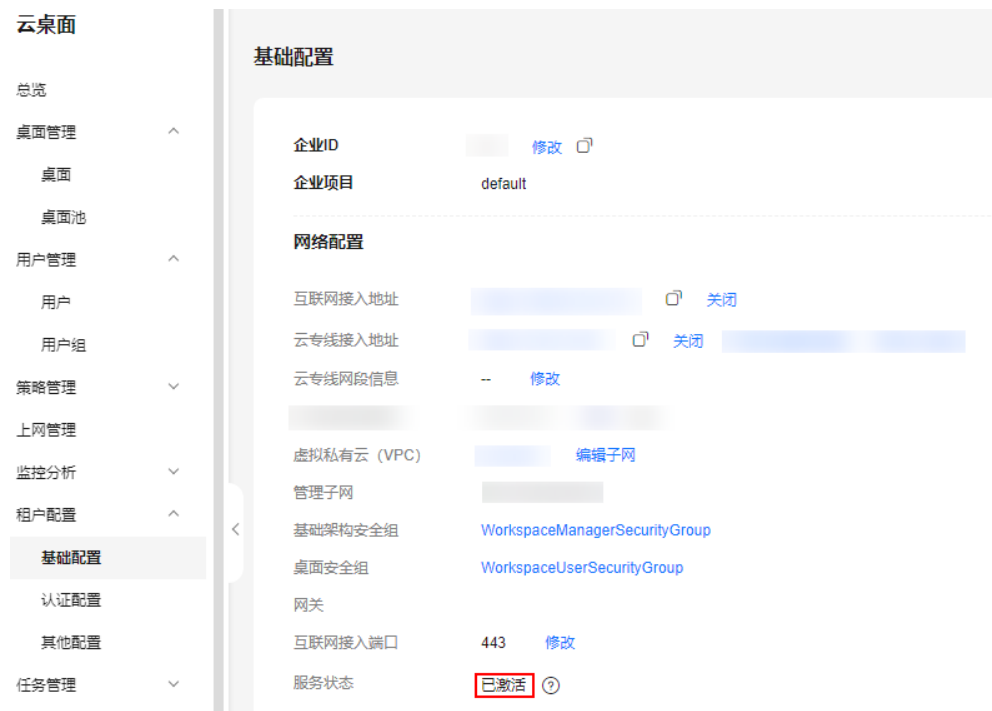 云桌面
总览
桌面管理
桌面
桌面池
用户管理
用户
用户组
策略管理
上网管理
监控分析
租户配置
基础配置
认证配置
其他配置
任务管理
基础配置
企业ID 修改
企业项目 default
网络配置
互联网接入地址 关闭
云专线接入地址 关闭
云专线网段信息 -- 修改
虚拟私有云（VPC） 编辑子网
管理子网
基础架构安全组 WorkspaceManagerSecurityGroup
桌面安全组 WorkspaceUserSecurityGroup
网关
互联网接入端口 443 修改
服务状态 已激活 ?